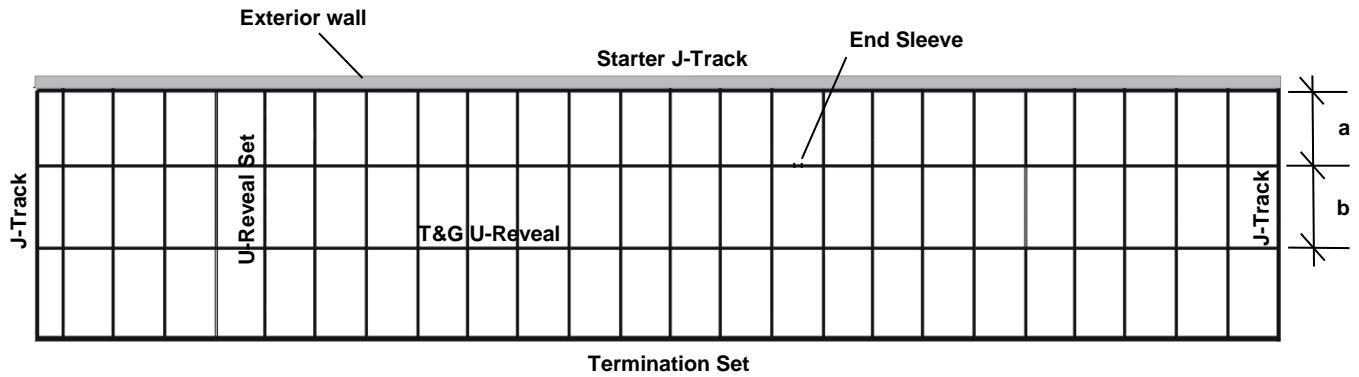 Exterior wall
End Sleeve
Starter J-Track
a
U-Reveal Set
J-Track
J-Track
b
T&G U-Reveal
Termination Set